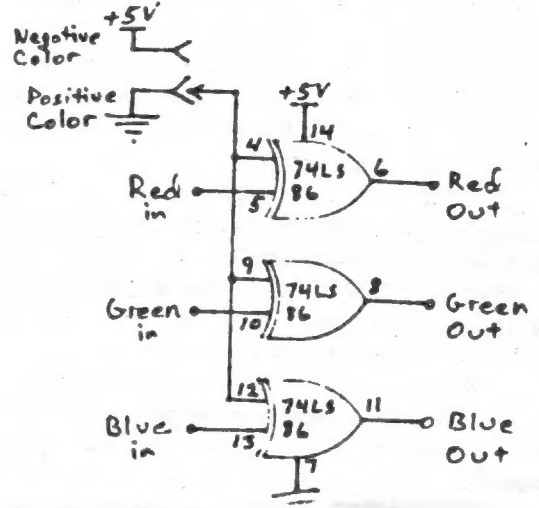 +5V
Negative
Color
Positive
Color
+5V
14
4
74LS
86
6
Red
in
5
Red
Out
9
74LS
86
8
Green
in
10
Green
Out
12
74LS
86
11
Blue
in
13
Blue
Out
7